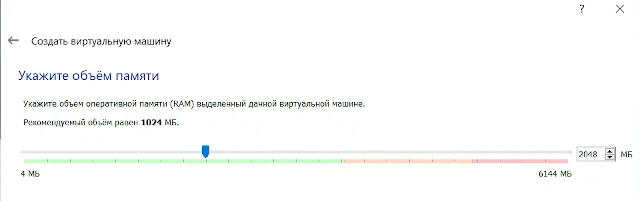 ?
Создать виртуальную машину
Укажите объём памяти
Укажите объем оперативной памяти (RAM) выделенный данной виртуальной машине.
Рекомендуемый объём равен 1024 МБ.
2048 МБ
4 МБ 6144 МБ